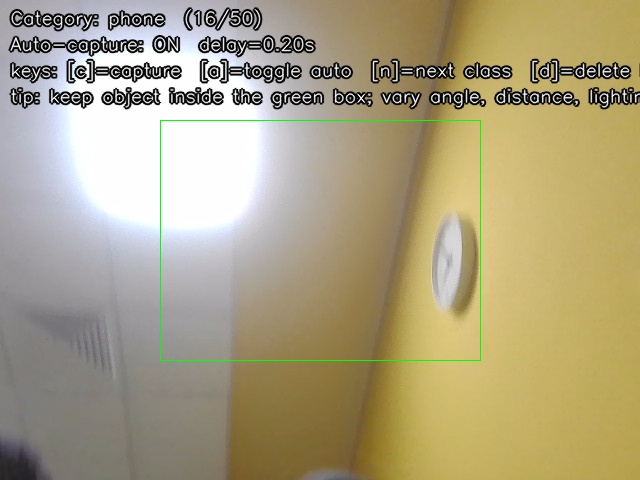 Category: phone (16/50)
Auto-capture: ON delay=0.20s
keys: [c]=capture [a]=toggle auto [n]=next class [d]=delete
tip: keep object inside the green box; vary angle, distance,